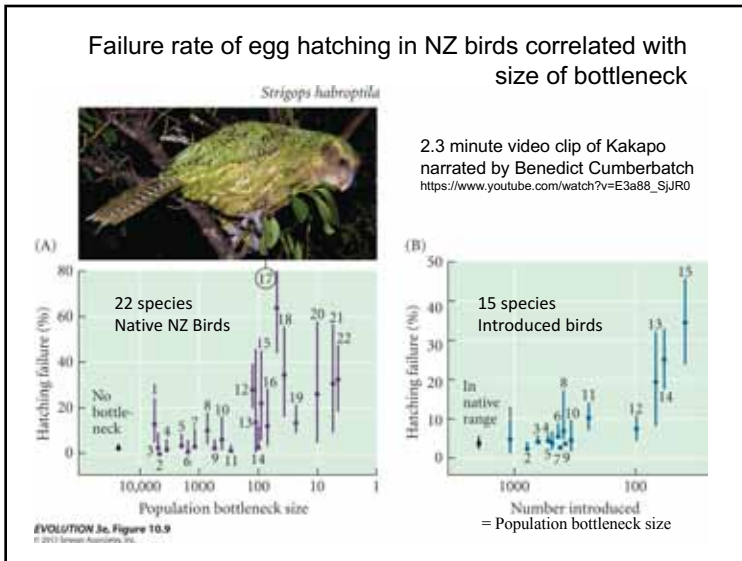 Failure rate of egg hatching in NZ birds correlated with
size of bottleneck
Strigops habroptila
2.3 minute video clip of Kakapo
narrated by Benedict Cumberbatch
https://www.youtube.com/watch?v=E3a88_SjJR0
(A)
Hatching failure (%)
80
60
40
20
0
22 species
Native NZ Birds
No
bottle-
neck
1
2
3
4
5
6
7
8
9
10
11
12
13
14
15
16
17
18
19
20
21
22
10,000
1000
100
10
1
Population bottleneck size
(B)
Hatching failure (%)
50
40
30
20
10
0
15 species
Introduced birds
In
native
range
1
2
3
4
5
6
7
8
9
10
11
12
13
14
15
1000
100
Number introduced
= Population bottleneck size
EVOLUTION 3e, Figure 10.9
© 2013 Sinauer Associates, Inc.